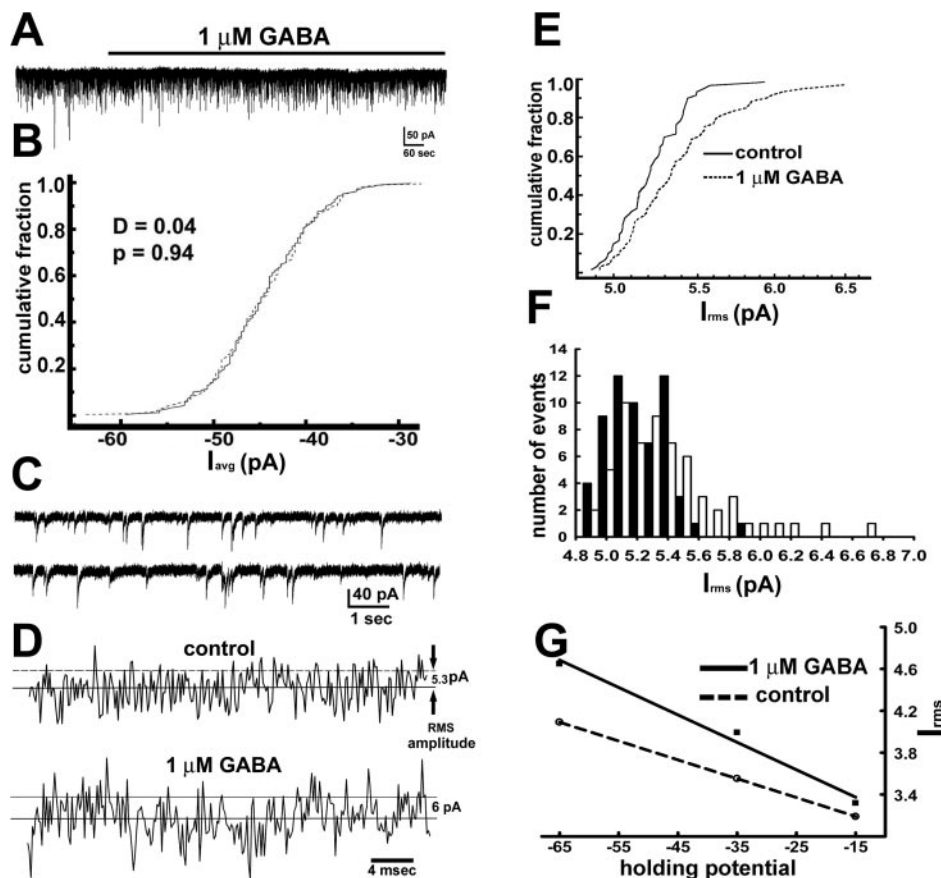 A
1 μM GABA
50 pA
60 sec
B
cumulative fraction
1.0
0.8
0.6
0.4
0.2
D = 0.04
p = 0.94
-60
-50
-40
-30
Iavg (pA)
C
40 pA
1 sec
D
control
5.3pA
RMS
amplitude
1 μM GABA
6 pA
4 msec
E
cumulative fraction
1.0
0.8
0.6
0.4
0.2
control
1 μM GABA
5.0
5.5
6.0
6.5
Irms (pA)
F
number of events
14
12
10
8
6
4
2
0
4.8 5.0 5.2 5.4 5.6 5.8 6.0 6.2 6.4 6.6 6.8 7.0
Irms (pA)
G
1 μM GABA
control
5.0
4.6
4.2
3.8
3.4
Irms
-65 -55 -45 -35 -25 -15
holding potential